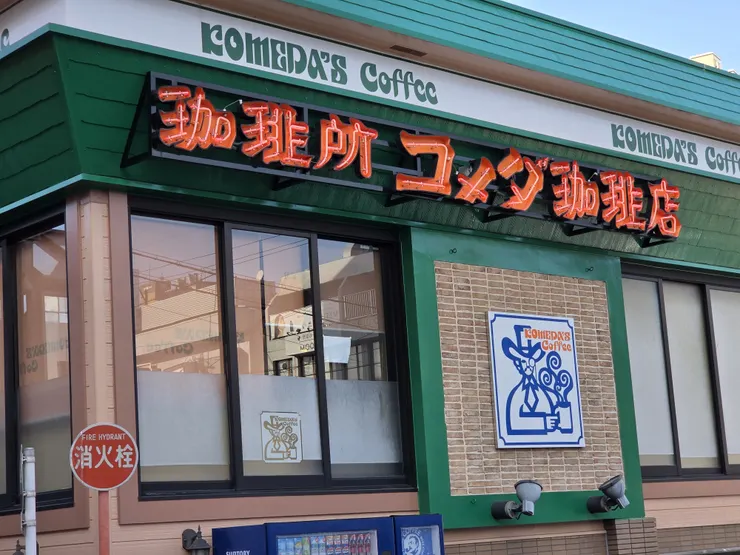 KOMEDA'S Coffee
KOMEDA'S Coffee
珈琲所 コメダ珈琲店
KOMEDA'S
Coffee
FIRE HYDRANT
消火栓
SUNTORY